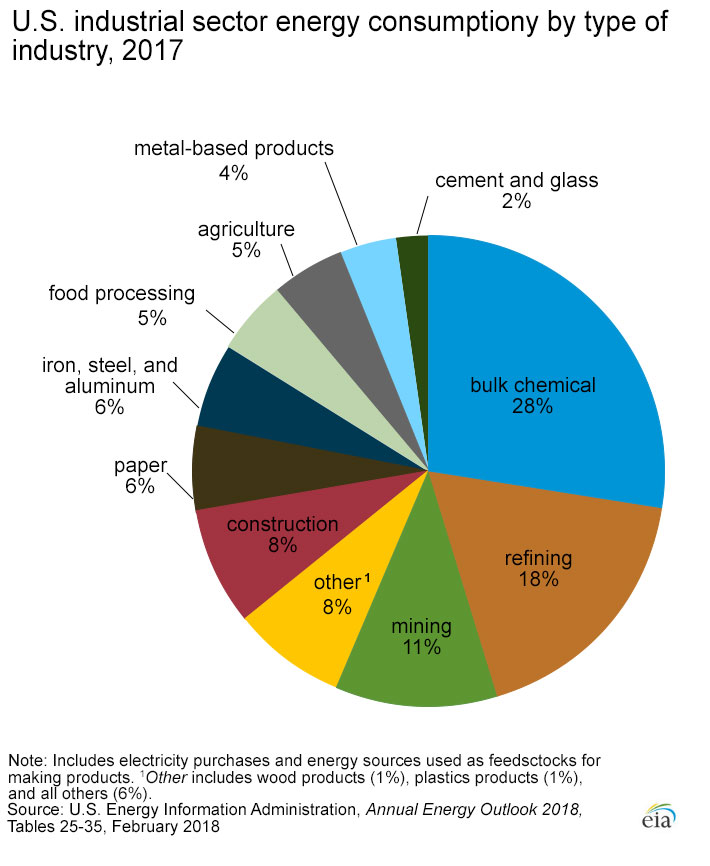 U.S. industrial sector energy consumptiony by type of
industry, 2017
metal-based products
4%
cement and glass
2%
agriculture
5%
food processing
5%
iron, steel, and
aluminum
6%
bulk chemical
28%
paper
6%
construction
8%
refining
18%
other¹
8%
mining
11%
Note: Includes electricity purchases and energy sources used as feedsctocks for
making products. ¹Other includes wood products (1%), plastics products (1%),
and all others (6%).
Source: U.S. Energy Information Administration, Annual Energy Outlook 2018,
Tables 25-35, February 2018
eia